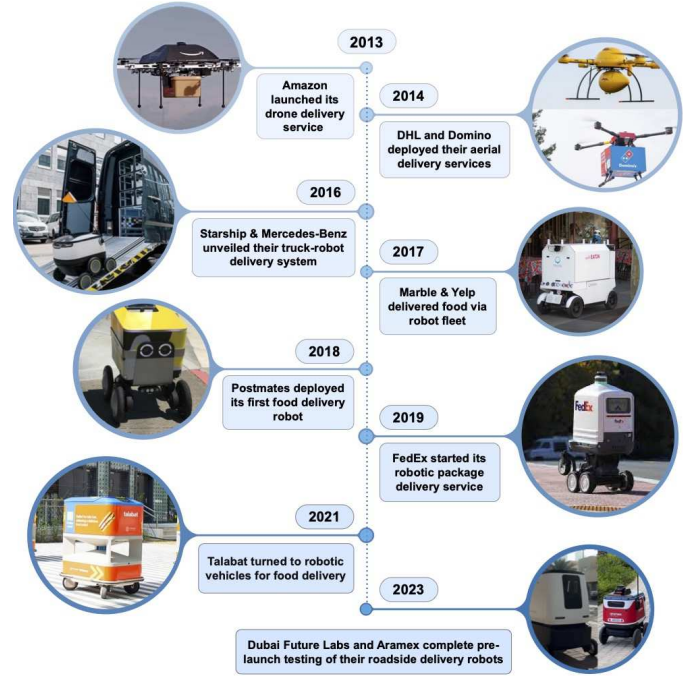 2013
Amazon
launched its
drone delivery
service
2014
DHL and Domino
deployed their aerial
delivery services
2016
Starship & Mercedes-Benz
unveiled their truck-robot
delivery system
2017
Marble & Yelp
delivered food via
robot fleet
2018
Postmates deployed
its first food delivery
robot
2019
FedEx started its
robotic package
delivery service
FedEx
2021
Talabat turned to robotic
vehicles for food delivery
talabat
2023
Dubai Future Labs and Aramex complete pre-
launch testing of their roadside delivery robots